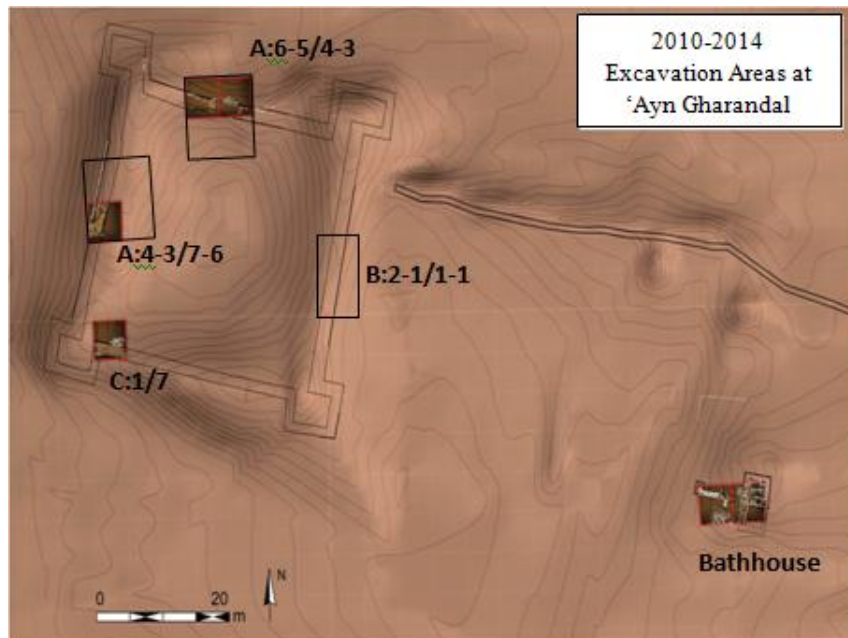 2010-2014
Excavation Areas at
‘Ayn Gharandal
A:6-5/4-3
A:4-3/7-6
B:2-1/1-1
C:1/7
Bathhouse
0 20 m
N